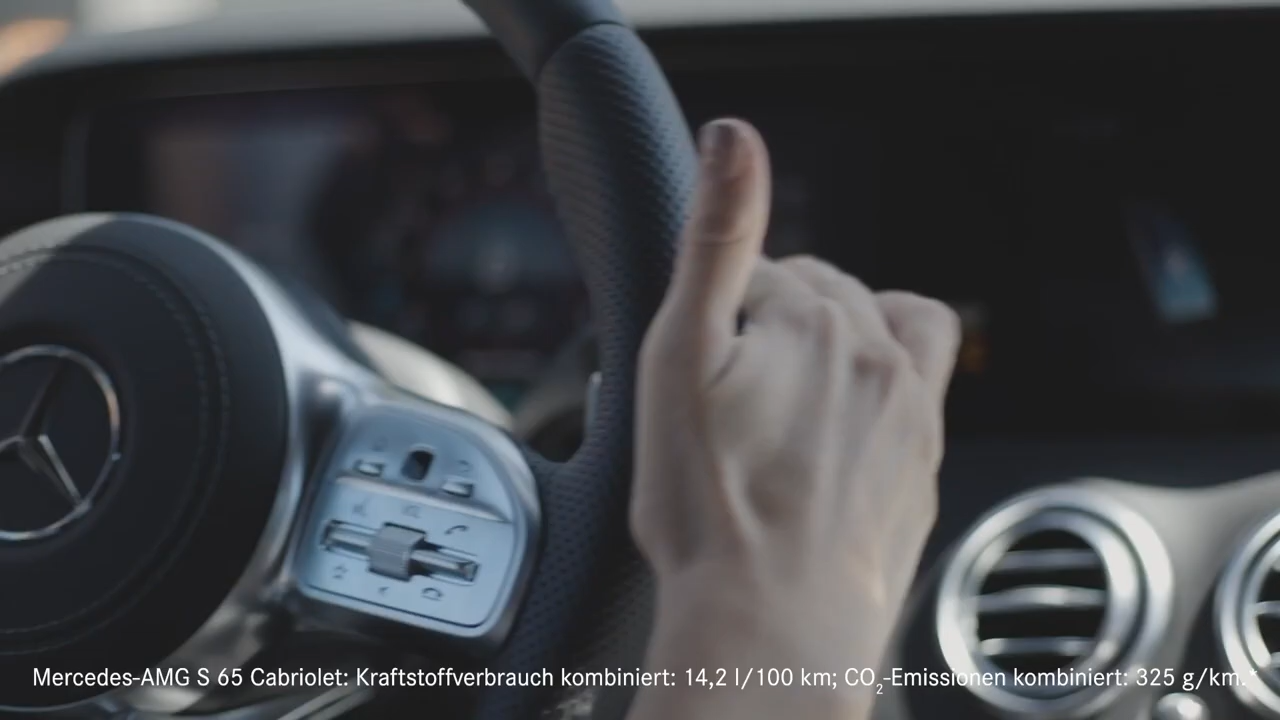 Mercedes-AMG S 65 Cabriolet: Kraftstoffverbrauch kombiniert: 14,2 l/100 km; CO₂-Emissionen kombiniert: 325 g/km.*